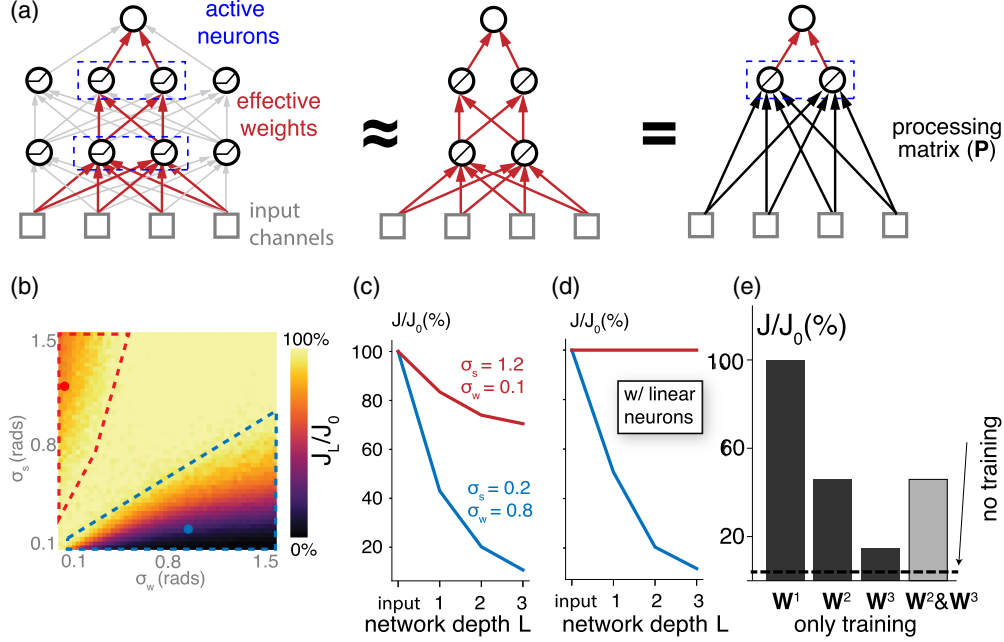 (a)
active
neurons
effective
weights
input
channels
≈
=
processing
matrix (P)
(b)
1.5
0.8
0.1
σs (rads)
0.1
0.8
1.5
σw (rads)
100%
0%
JL/J0
(c)
J/J0(%)
100
80
60
40
20
σs = 1.2
σw = 0.1
σs = 0.2
σw = 0.8
input 1 2 3
network depth L
(d)
J/J0(%)
w/ linear
neurons
input 1 2 3
network depth L
(e)
J/J0(%)
100
60
20
no training
W¹ W² W³ W²&W³
only training